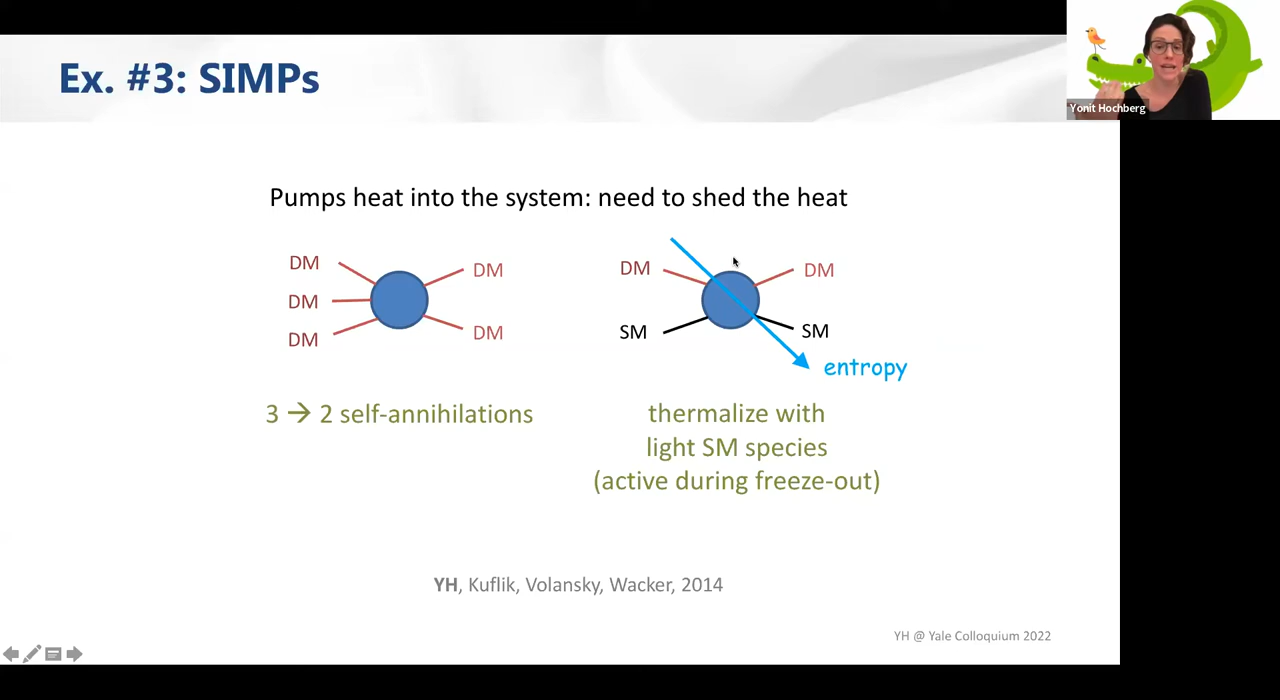 Ex. #3: SIMPs
Yonit Hochberg
Pumps heat into the system: need to shed the heat
DM
DM
DM
DM
DM
3 → 2 self-annihilations
DM
DM
SM
SM
entropy
thermalize with
light SM species
(active during freeze-out)
YH, Kuflik, Volansky, Wacker, 2014
YH @ Yale Colloquium 2022